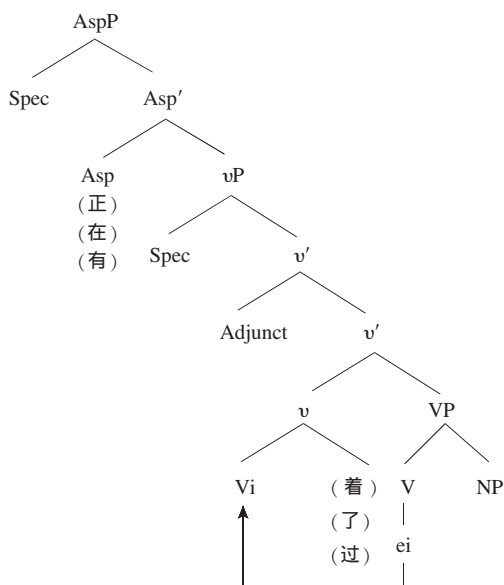 AspP
Spec Asp′
Asp υP
(正)
(在)
(有) Spec υ′
Adjunct υ′
υ VP
Vi (着) V NP
(了)
(过) ei